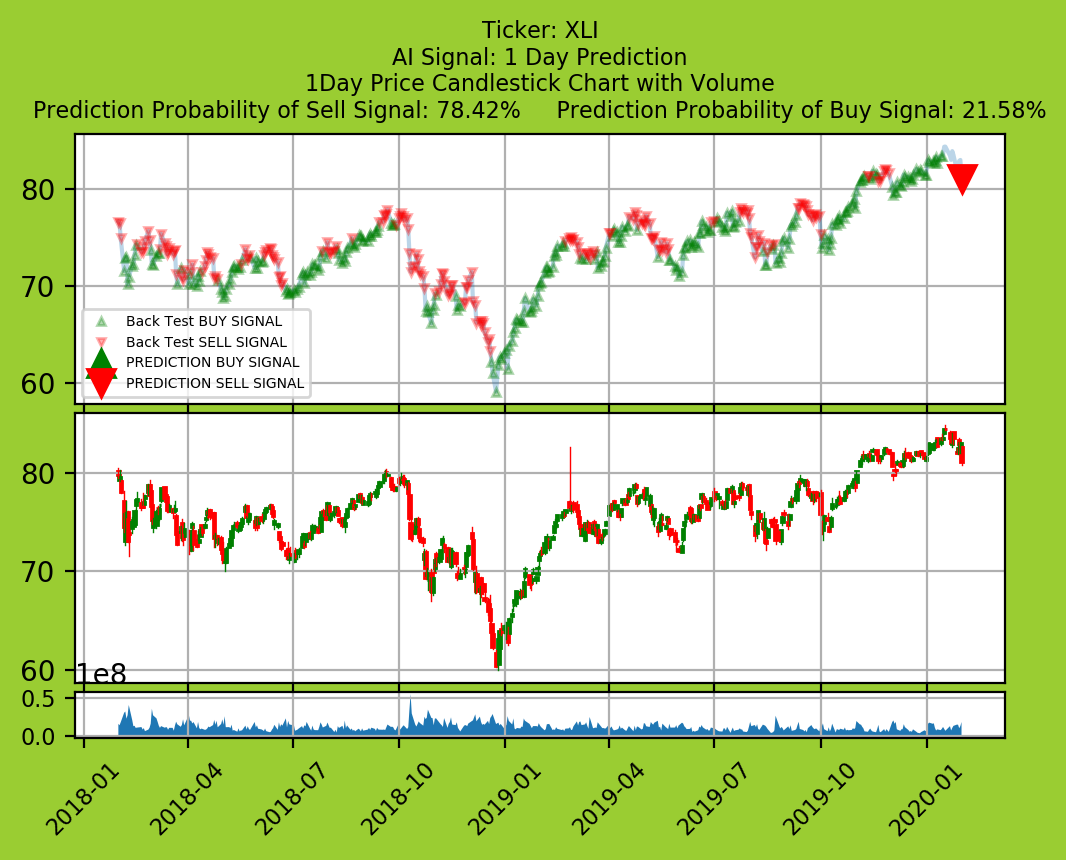 Ticker: XLI
AI Signal: 1 Day Prediction
1Day Price Candlestick Chart with Volume
Prediction Probability of Sell Signal: 78.42% Prediction Probability of Buy Signal: 21.58%
80
70
60
Back Test BUY SIGNAL
Back Test SELL SIGNAL
PREDICTION BUY SIGNAL
PREDICTION SELL SIGNAL
80
70
60
1e8
0.5
0.0
2018-01
2018-04
2018-07
2018-10
2019-01
2019-04
2019-07
2019-10
2020-01